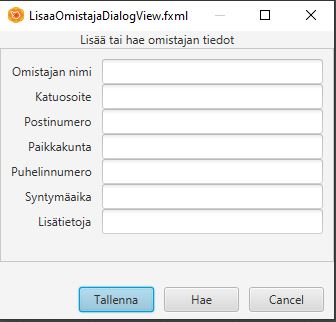 LisaaOmistajaDialogView.fxml
Lisää tai hae omistajan tiedot
Omistajan nimi
Katuosoite
Postinumero
Paikkakunta
Puhelinnumero
Syntymäaika
Lisätietoja
Tallenna Hae Cancel